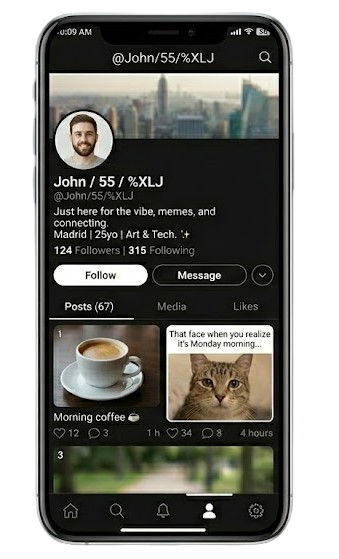 0:09 AM
@John/55/%XLJ
John / 55 / %XLJ
@John/55/%XLJ
Just here for the vibe, memes, and
connecting.
Madrid | 25yo | Art & Tech.
124 Followers | 315 Following
Follow
Message
Posts (67)
Media
Likes
1
That face when you realize
it's Monday morning...
Morning coffee ☕
12 3 1 h
34 8 4 hours
3